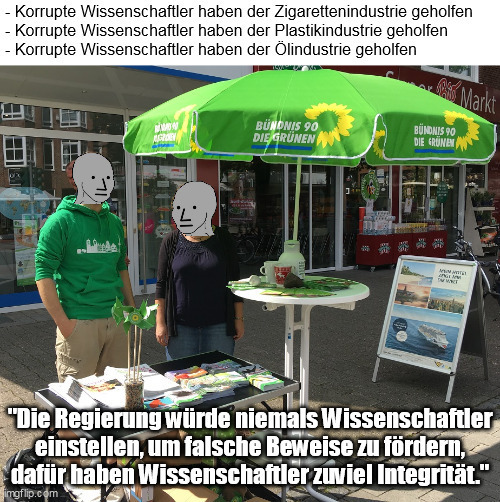 - Korrupte Wissenschaftler haben der Zigarettenindustrie geholfen
- Korrupte Wissenschaftler haben der Plastikindustrie geholfen
- Korrupte Wissenschaftler haben der Ölindustrie geholfen
Bio Markt
BÜNDNIS 90
DIE GRÜNEN
BÜNDNIS 90
DIE GRÜNEN
BÜNDNIS 90
DIE GRÜNEN
"Die Regierung würde niemals Wissenschaftler
einstellen, um falsche Beweise zu fördern,
dafür haben Wissenschaftler zuviel Integrität."
imgflip.com